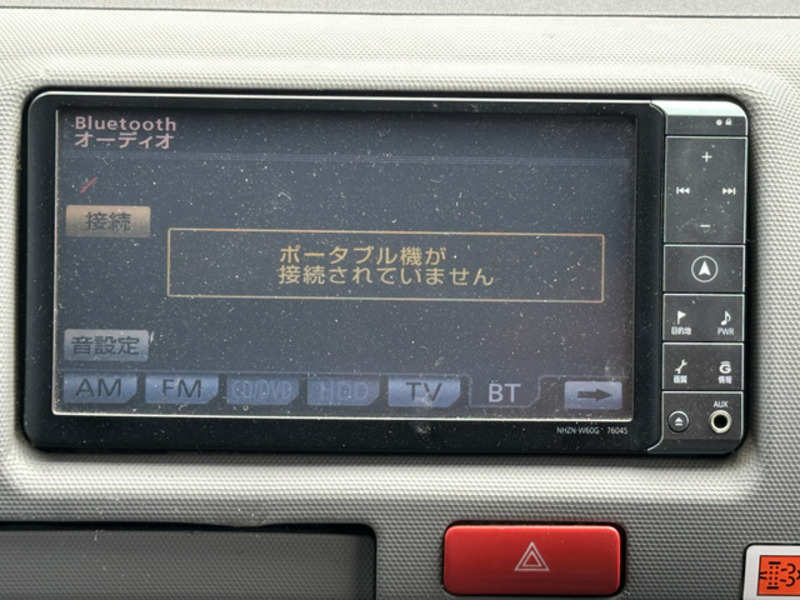 Bluetooth
オーディオ
接続
ポータブル機が
接続されていません
音設定
AM FM CD/DVD HDD TV BT
+
−
目的地 PWR
画質 G 情報
AUX
NHZN-W60G 76045